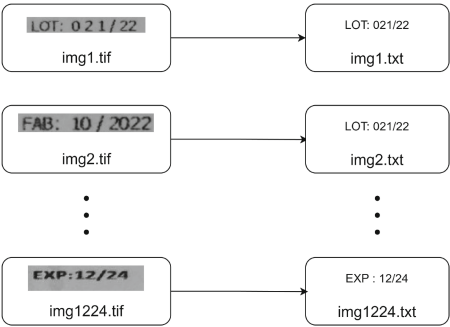 LOT: 021/22
LOT: 021/22
img1.tif
img1.txt
FAB: 10/2022
LOT: 021/22
img2.tif
img2.txt
EXP:12/24
EXP : 12/24
img1224.tif
img1224.txt